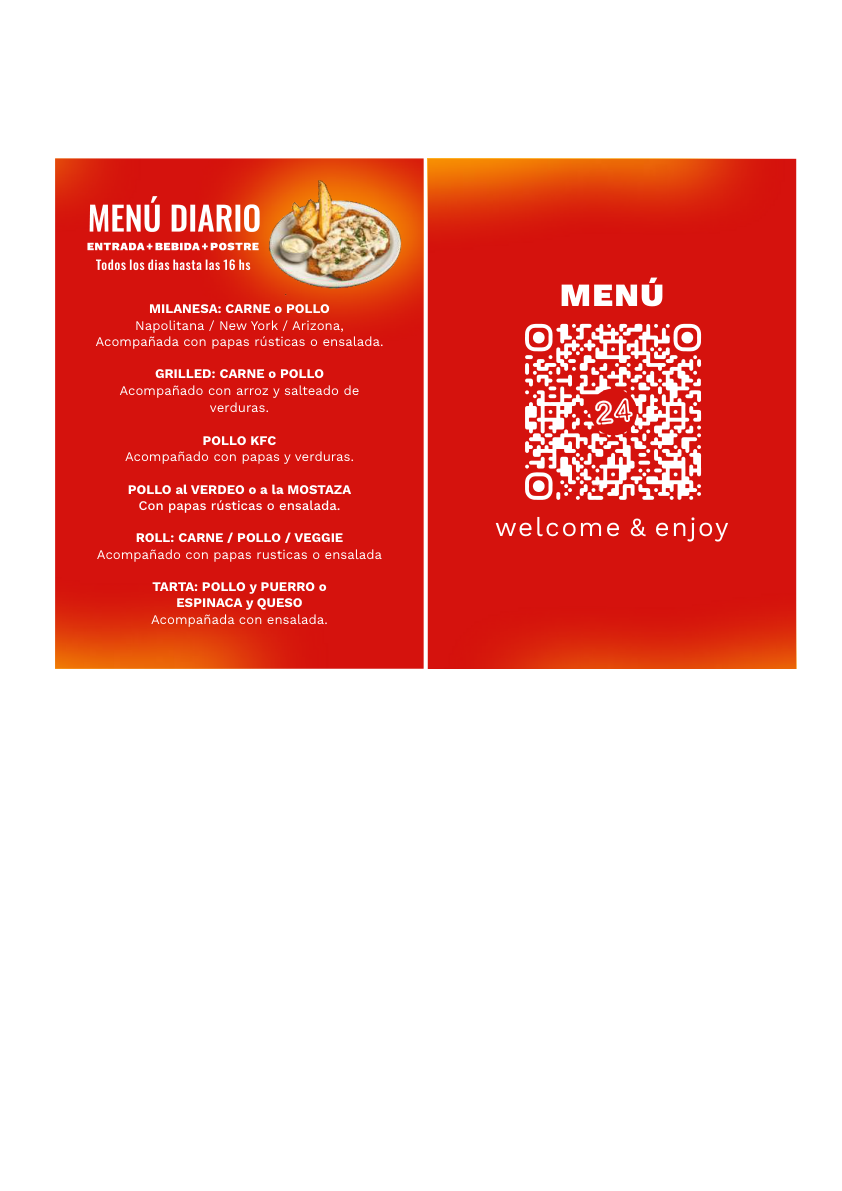 MENÚ DIARIO
ENTRADA+BEBIDA+POSTRE
Todos los dias hasta las 16 hs
MILANESA: CARNE o POLLO
Napolitana / New York / Arizona,
Acompañada con papas rústicas o ensalada.
GRILLED: CARNE o POLLO
Acompañado con arroz y salteado de
verduras.
POLLO KFC
Acompañado con papas y verduras.
POLLO al VERDEO o a la MOSTAZA
Con papas rústicas o ensalada.
ROLL: CARNE / POLLO / VEGGIE
Acompañado con papas rusticas o ensalada
TARTA: POLLO y PUERRO o
ESPINACA y QUESO
Acompañada con ensalada.
MENÚ
24
welcome & enjoy